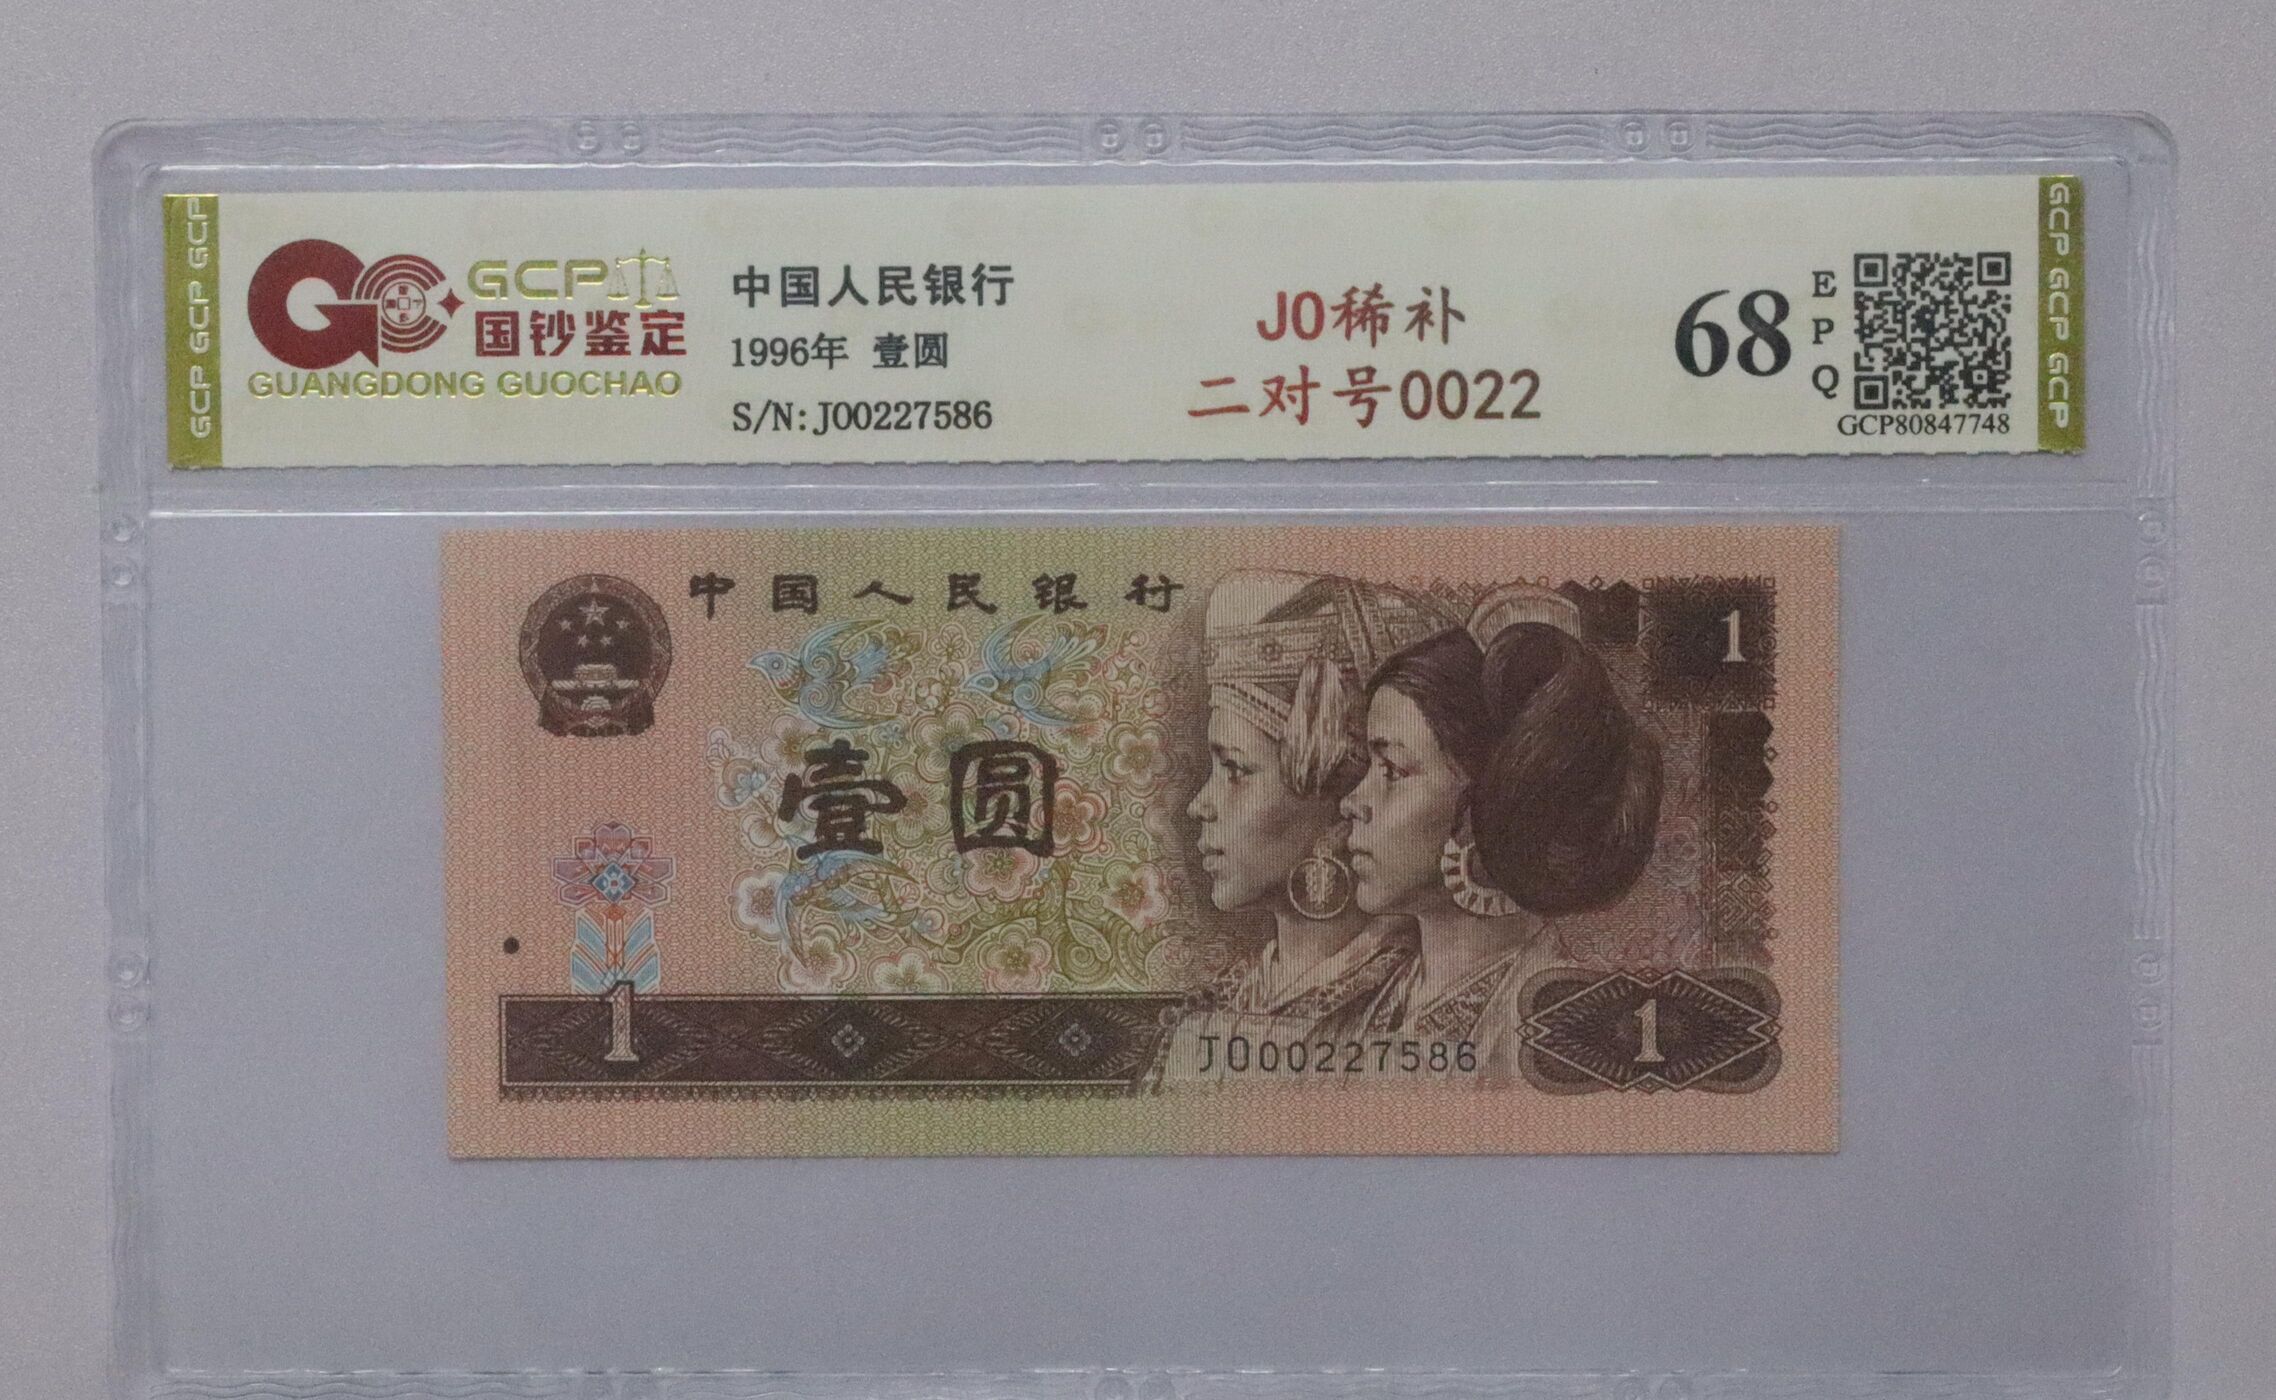 GCP GCP GCP
GCP
国钞鉴定
GUANGDONG GUOCHAO
中国人民银行
1996年 壹圆
S/N:J00227586
J0稀补
二对号0022
68
EPQ
GCP80847748
GCP GCP GCP
中国人民银行
1
壹圆
1
J000227586
1